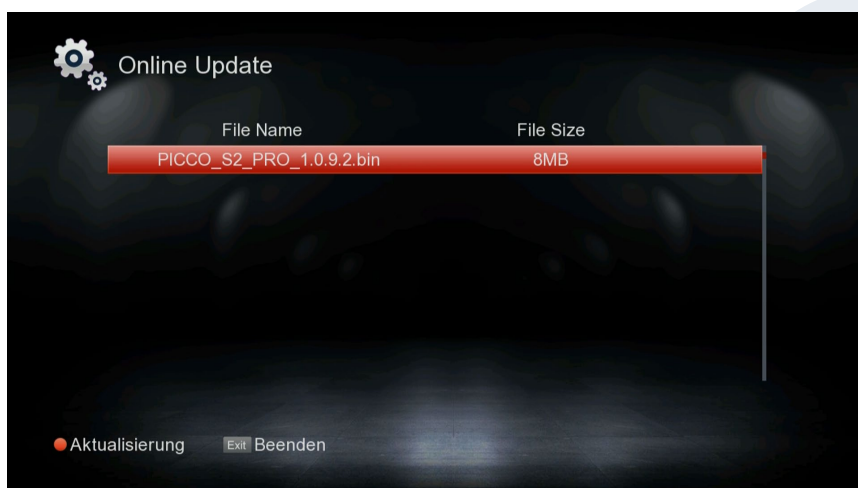 Online Update
File Name File Size
PICCO_S2_PRO_1.0.9.2.bin 8MB
Aktualisierung Exit Beenden